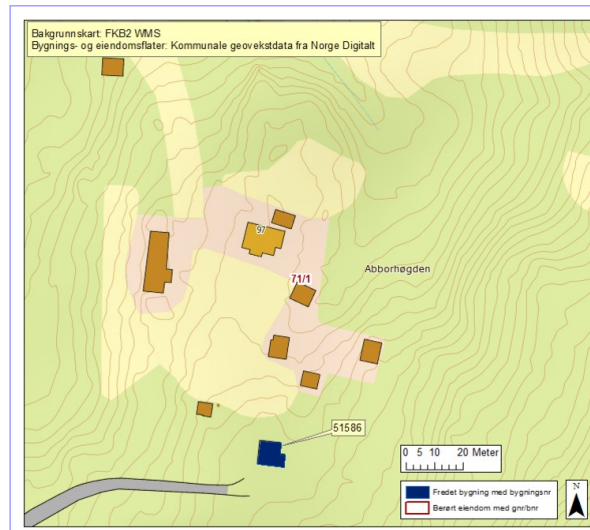 Bakgrunnskart: FKB2 WMS
Bygnings- og eiendomsflater: Kommunale geovekstdata fra Norge Digitalt
97
71/1
Abborhøgden
51586
0 5 10 20 Meter
N
Fredet bygning med bygningsnr
Berørt eiendom med gnr/bnr